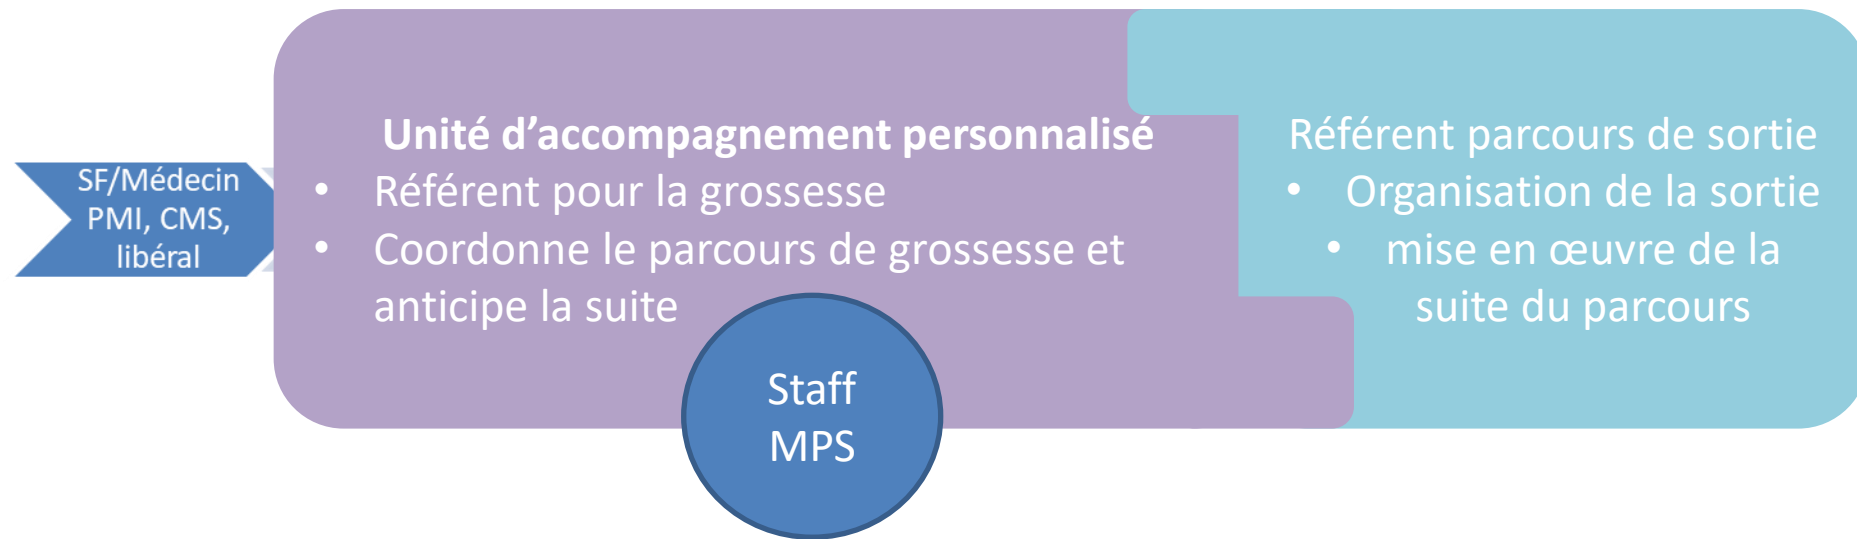 SF/Médecin
PMI, CMS,
libéral
Unité d’accompagnement personnalisé
• Référent pour la grossesse
• Coordonne le parcours de grossesse et
anticipe la suite
Staff
MPS
Référent parcours de sortie
• Organisation de la sortie
• mise en œuvre de la
suite du parcours